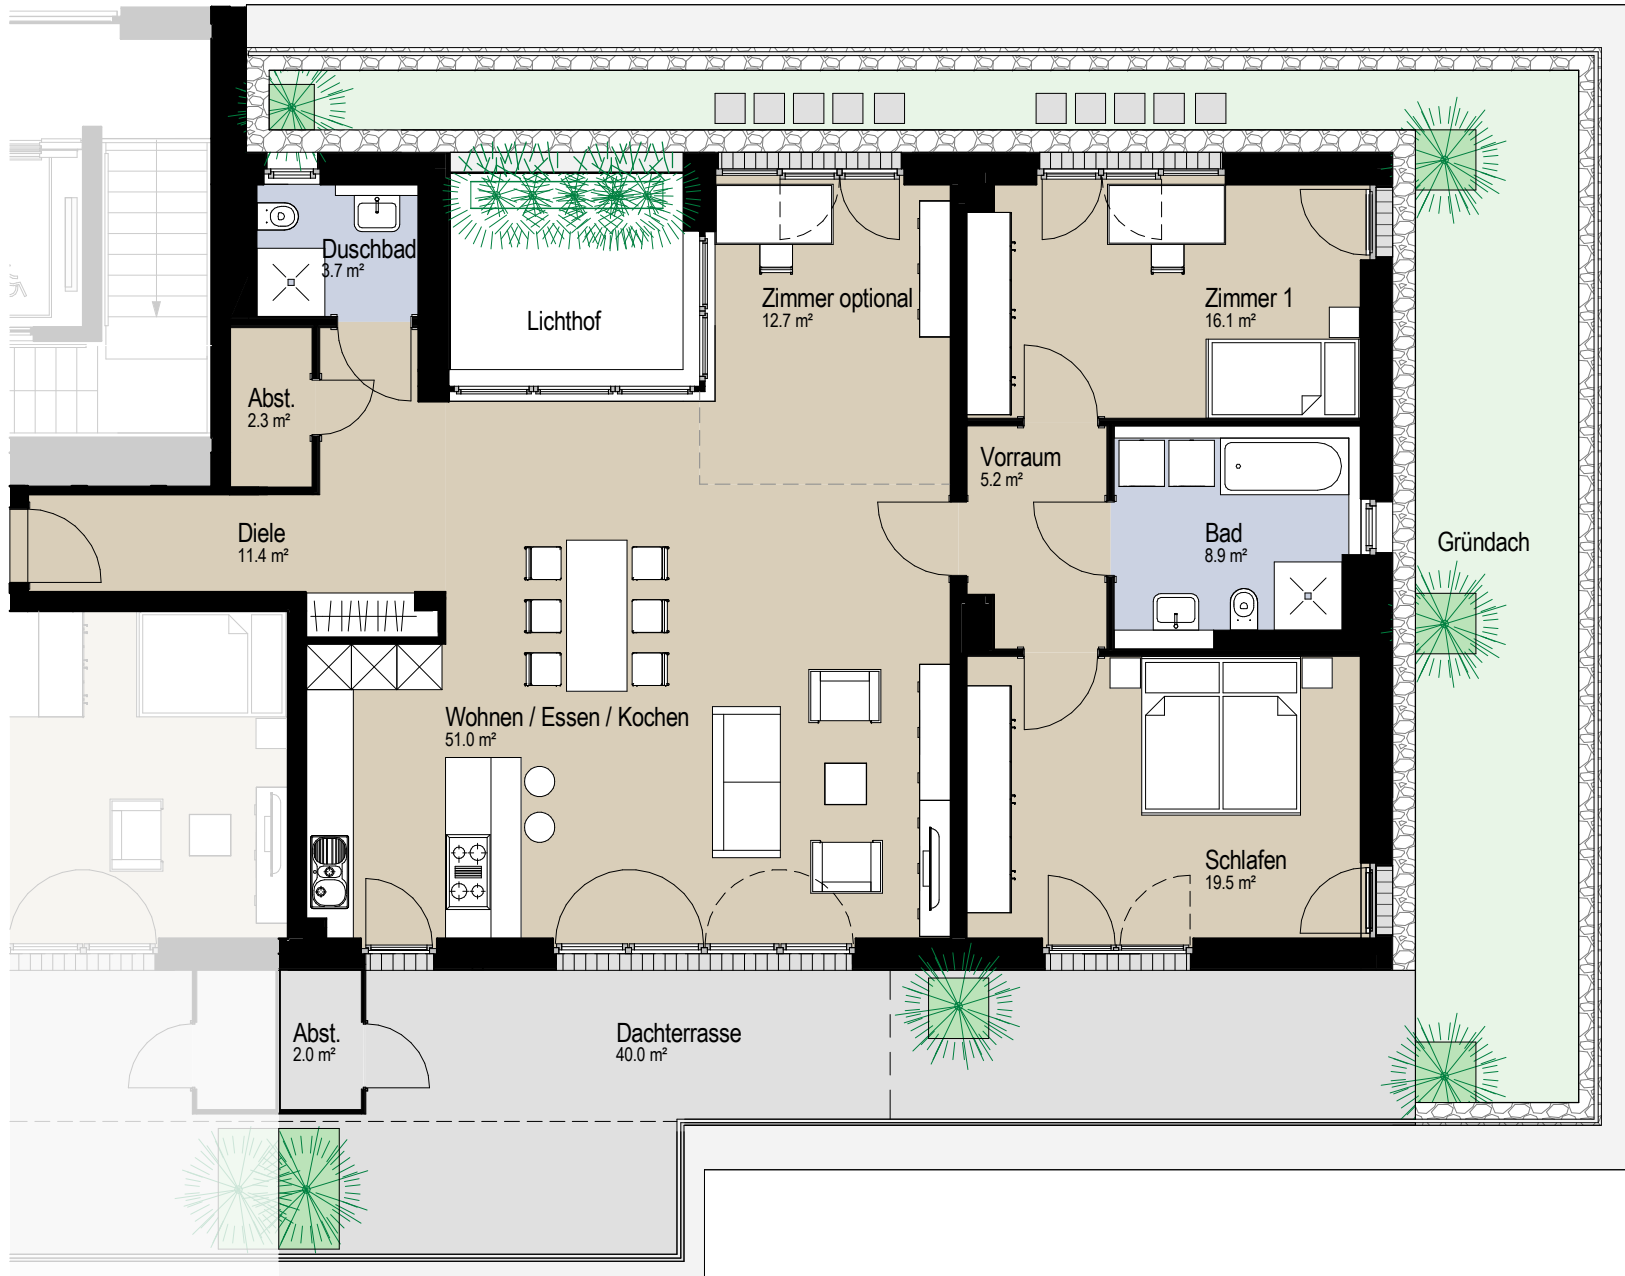 Duschbad
3.7 m²
Lichthof
Zimmer optional
12.7 m²
Zimmer 1
16.1 m²
Abst.
2.3 m²
Vorraum
5.2 m²
Diele
11.4 m²
Bad
8.9 m²
Gründach
Wohnen / Essen / Kochen
51.0 m²
Schlafen
19.5 m²
Abst.
2.0 m²
Dachterrasse
40.0 m²